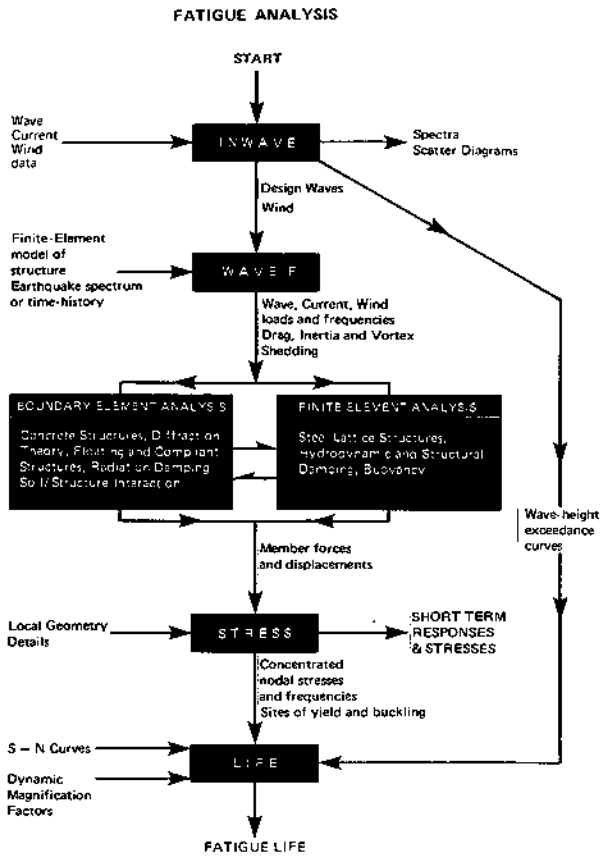 FATIGUE ANALYSIS
START
Wave
Current
Wind
data
INWAVE
Spectra
Scatter Diagrams
Design Waves
Wind
Finite-Element
model of
structure
Earthquake spectrum
or time-history
WAVE F
Wave, Current, Wind
loads and frequencies
Drag, Inertia and Vortex
Shedding
BOUNDARY ELEMENT ANALYSIS
Concrete Structures, Diffraction
Theory, Floating and Compliant
Structures, Radiation Damping
Soil/Structure Interaction
FINITE ELEMENT ANALYSIS
Steel Lattice Structures,
Hydrodynamic and Structural
Damping, Buoyancy
Wave-height
exceedance
curves
Member forces
and displacements
Local Geometry
Details
STRESS
SHORT TERM
RESPONSES
& STRESSES
Concentrated
nodal stresses
and frequencies
Sites of yield and buckling
S – N Curves
Dynamic
Magnification
Factors
LIFE
FATIGUE LIFE